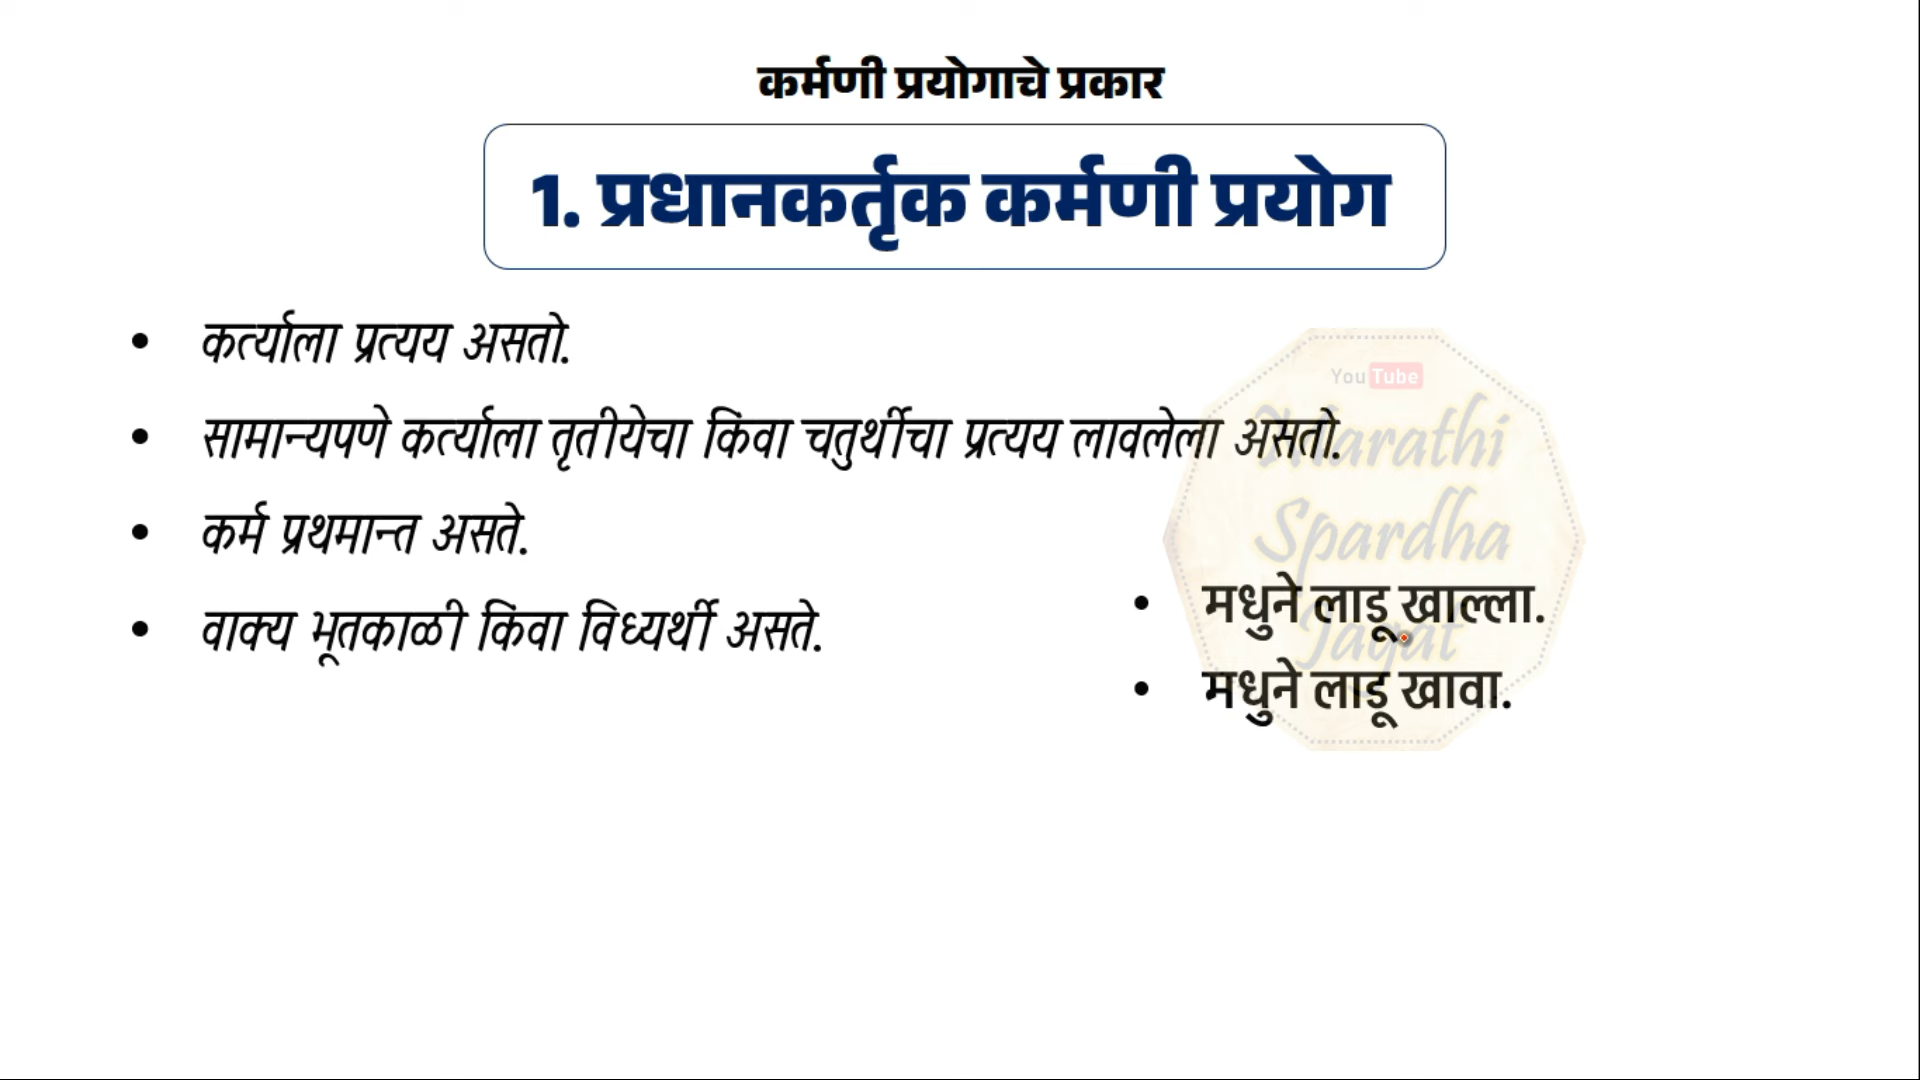 कर्मणी प्रयोगाचे प्रकार
1. प्रधानकर्तृक कर्मणी प्रयोग
• कर्त्याला प्रत्यय असतो.
• सामान्यपणे कर्त्याला तृतीयेचा किंवा चतुर्थीचा प्रत्यय लावलेला असतो.
• कर्म प्रथमान्त असते.
• वाक्य भूतकाळी किंवा विध्यर्थी असते.
• मधुने लाडू खाल्ला.
• मधुने लाडू खावा.
YouTube
Marathi
Spardha
Jagat